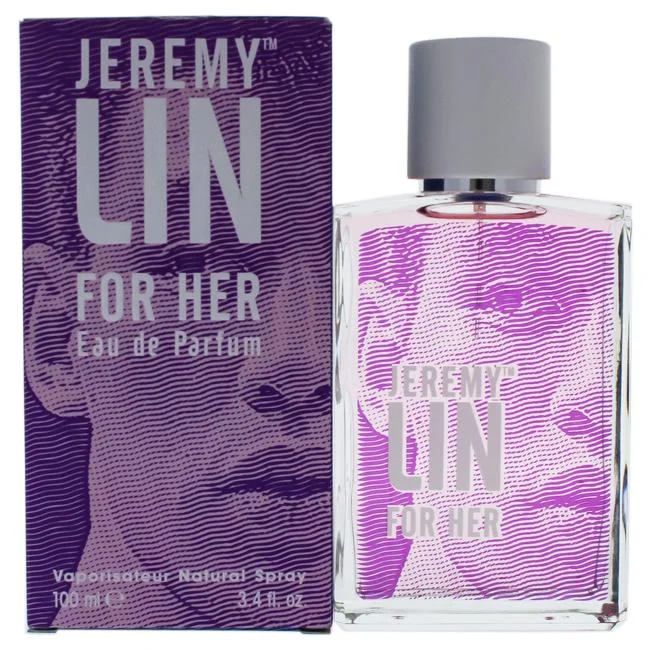 JEREMY™
LIN
FOR HER
Eau de Parfum
Vaporisateur Natural Spray
100 ml ℮ 3.4 fl. oz.
JEREMY™
LIN
FOR HER